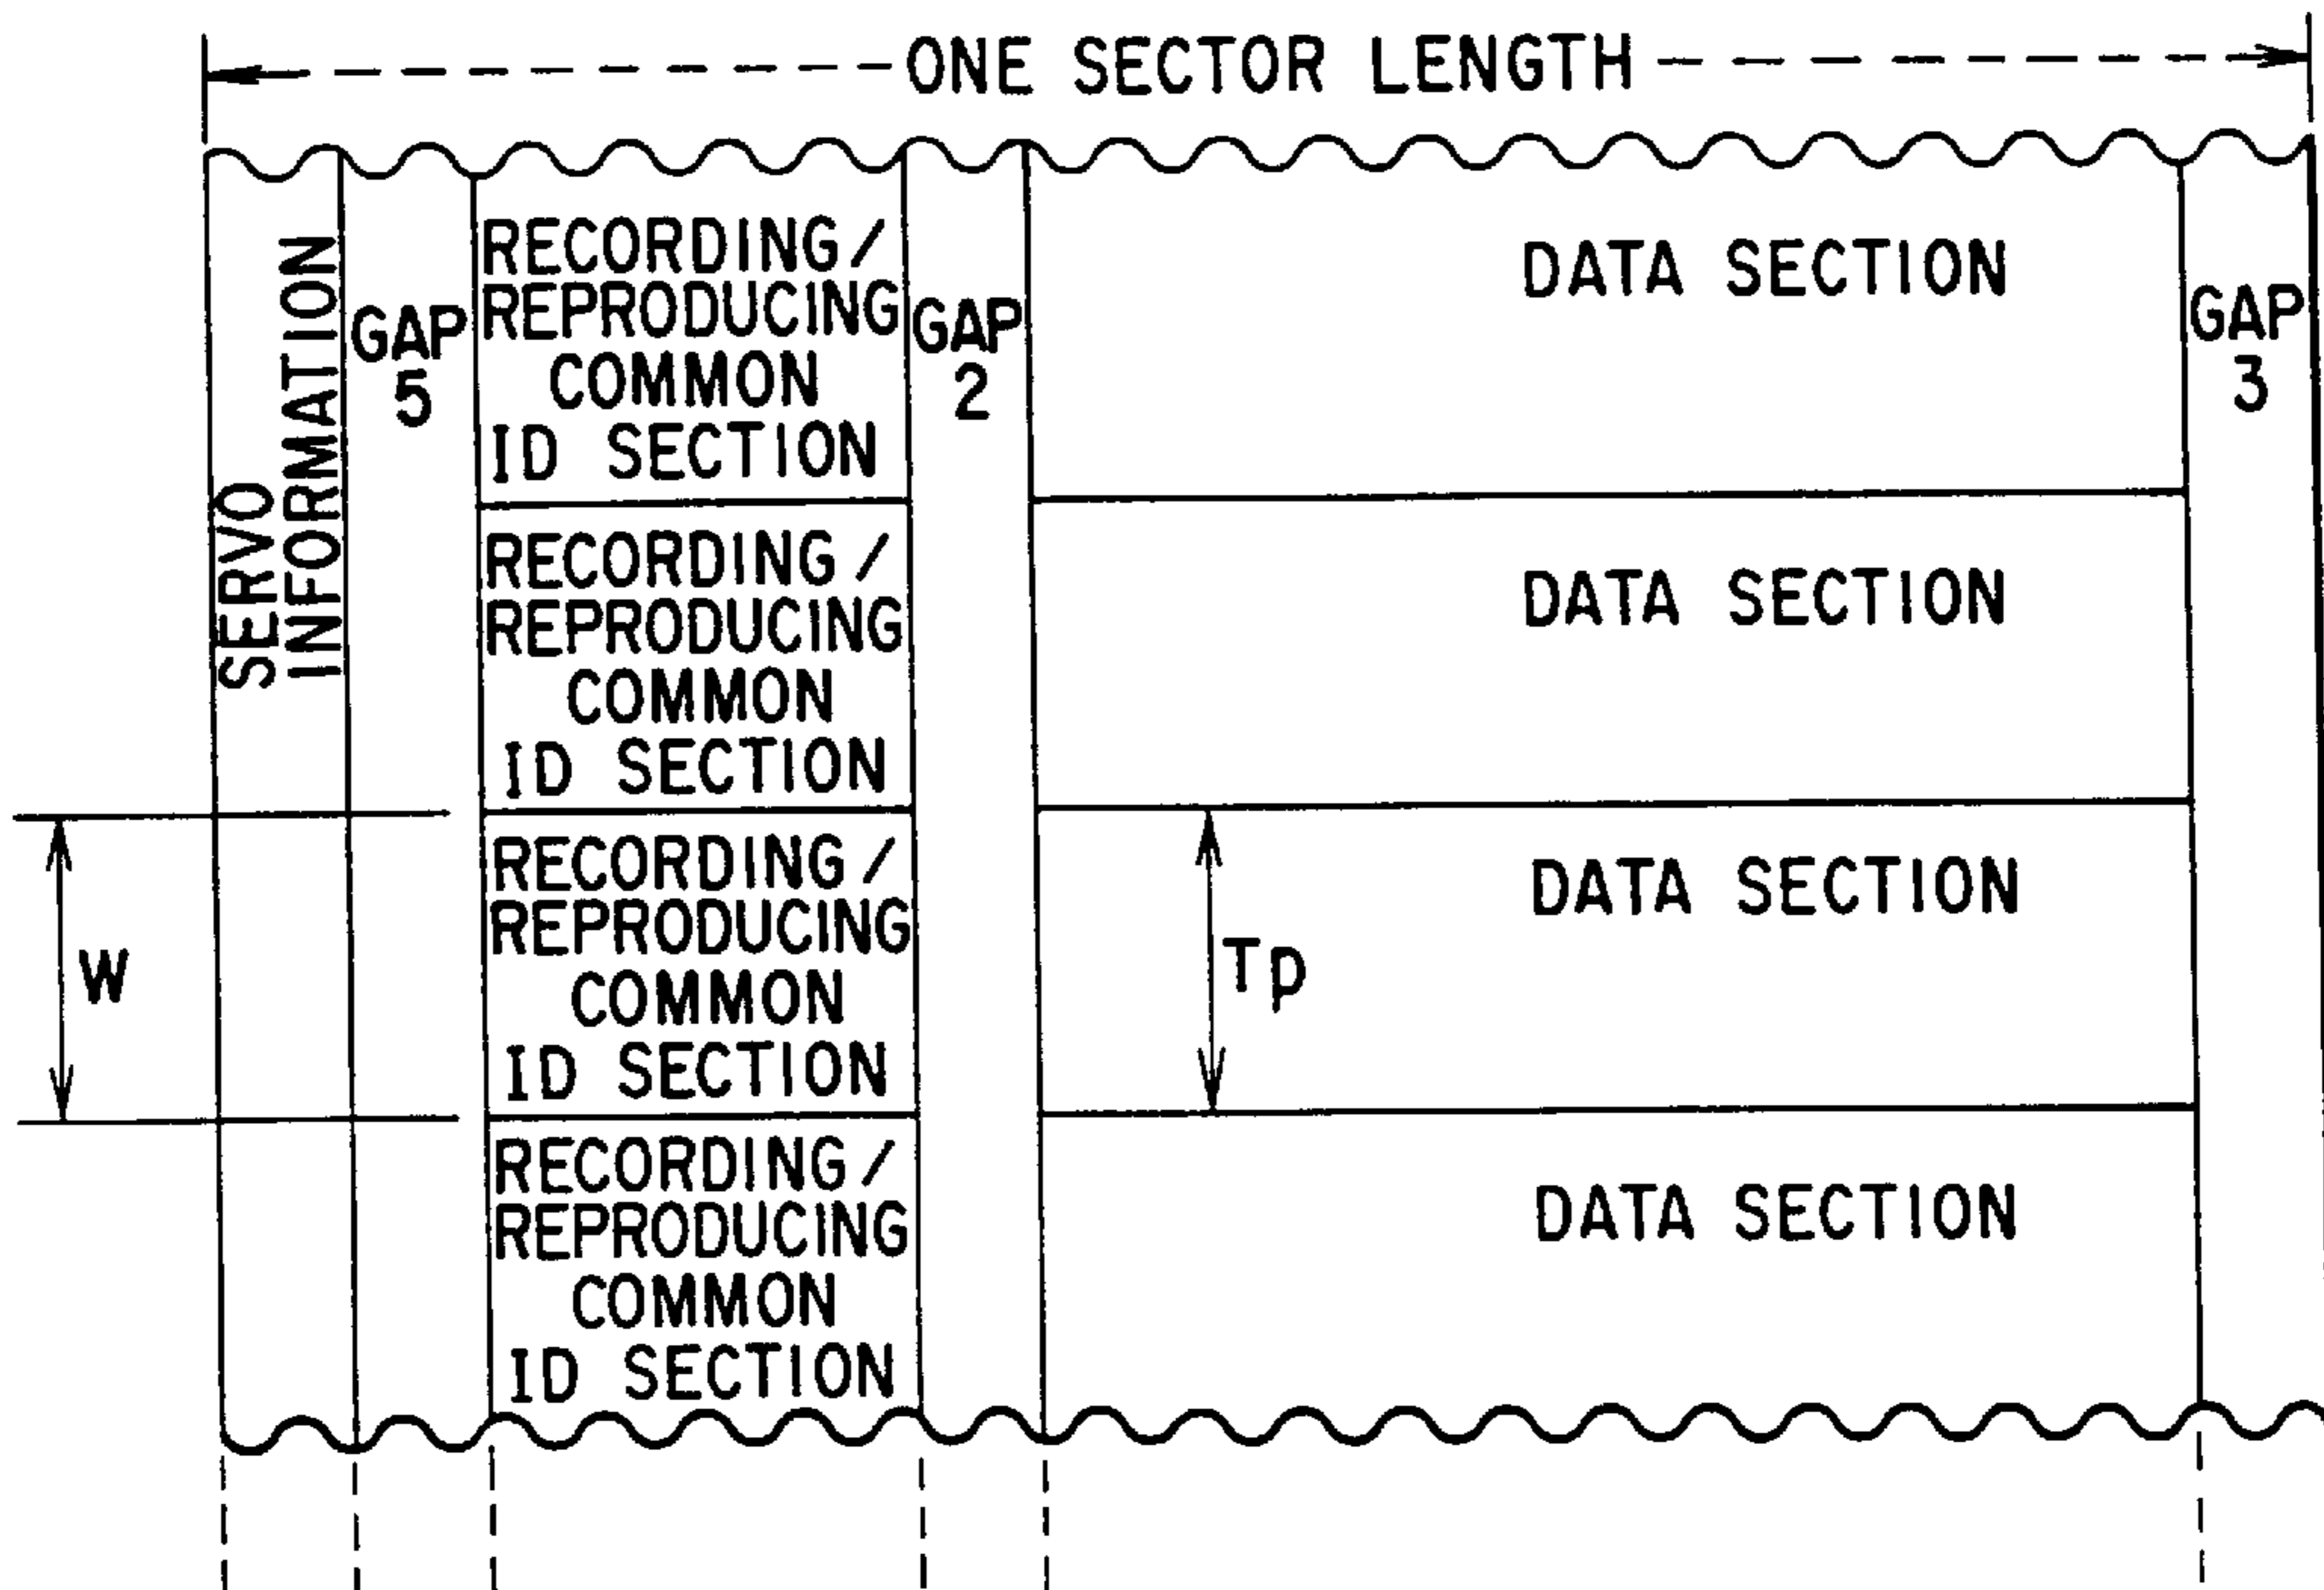 ONE SECTOR LENGTH
SERVO
INFORMATION
GAP
5
RECORDING/
REPRODUCING
COMMON
ID SECTION
GAP
2
DATA SECTION
GAP
3
RECORDING/
REPRODUCING
COMMON
ID SECTION
DATA SECTION
W
RECORDING/
REPRODUCING
COMMON
ID SECTION
Tp
DATA SECTION
RECORDING/
REPRODUCING
COMMON
ID SECTION
DATA SECTION